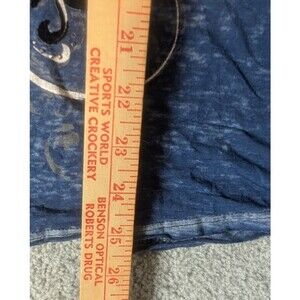 21
22
23
24
25
26
SPORTS WORLD
CREATIVE CROCKERY
BENSON OPTICAL
ROBERTS DRUG